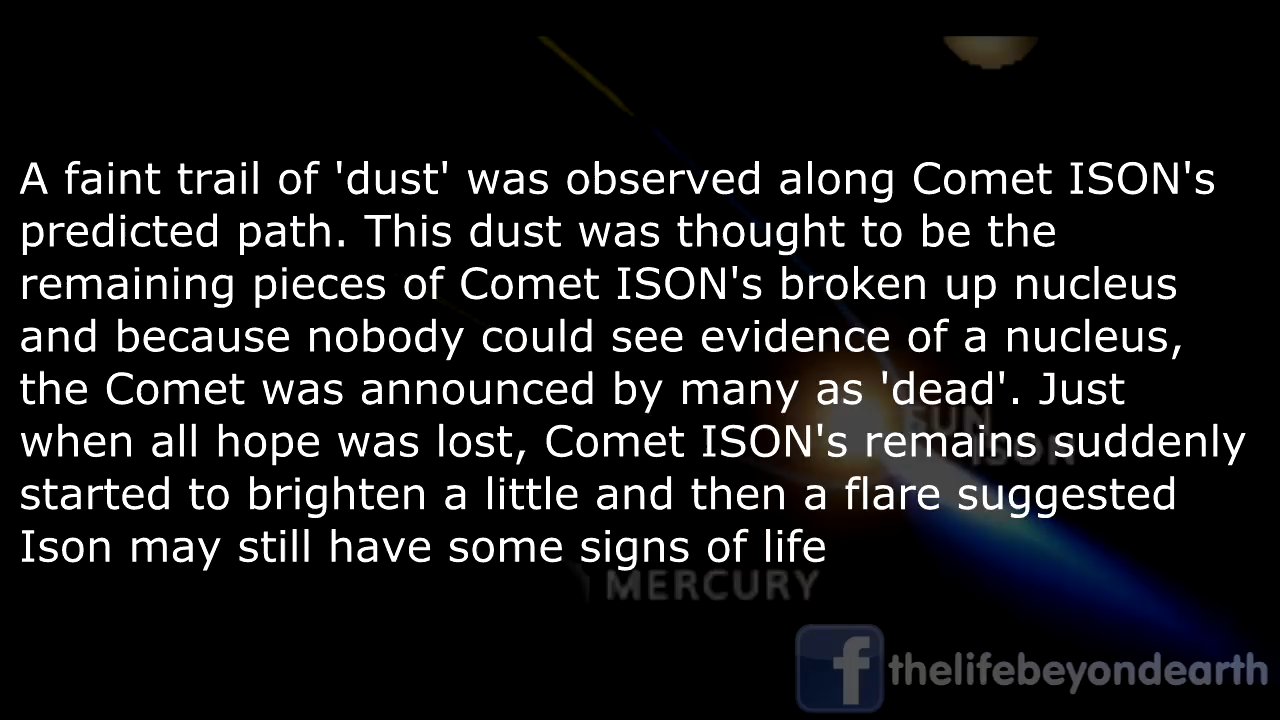 A faint trail of 'dust' was observed along Comet ISON's
predicted path. This dust was thought to be the
remaining pieces of Comet ISON's broken up nucleus
and because nobody could see evidence of a nucleus,
the Comet was announced by many as 'dead'. Just
when all hope was lost, Comet ISON's remains suddenly
started to brighten a little and then a flare suggested
Ison may still have some signs of life
SUN
ISON
MERCURY
f thelifebeyondearth